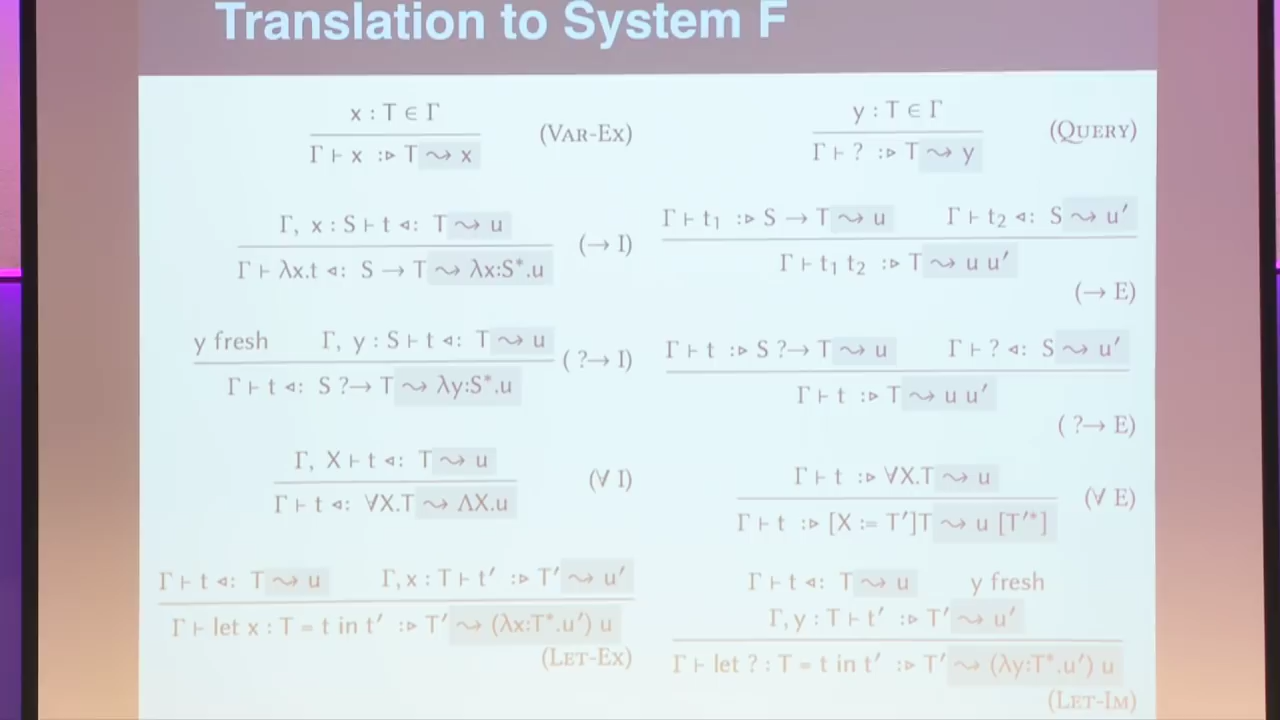 Translation to System F
x : T ∈ Γ
Γ ⊢ x :▹ T ⤳ x
(Var-Ex)
y : T ∈ Γ
Γ ⊢ ? :▹ T ⤳ y
(Query)
Γ, x : S ⊢ t ◃: T ⤳ u
Γ ⊢ λx.t ◃: S → T ⤳ λx:S*.u
(→ I)
Γ ⊢ t₁ :▹ S → T ⤳ u Γ ⊢ t₂ ◃: S ⤳ u′
Γ ⊢ t₁ t₂ :▹ T ⤳ u u′
(→ E)
y fresh Γ, y : S ⊢ t ◃: T ⤳ u
Γ ⊢ t ◃: S ?→ T ⤳ λy:S*.u
( ?→ I)
Γ ⊢ t :▹ S ?→ T ⤳ u Γ ⊢ ? ◃: S ⤳ u′
Γ ⊢ t :▹ T ⤳ u u′
( ?→ E)
Γ, X ⊢ t ◃: T ⤳ u
Γ ⊢ t ◃: ∀X.T ⤳ ΛX.u
(∀ I)
Γ ⊢ t :▹ ∀X.T ⤳ u
Γ ⊢ t :▹ [X := T′]T ⤳ u [T′*]
(∀ E)
Γ ⊢ t ◃: T ⤳ u Γ, x : T ⊢ t′ :▹ T′ ⤳ u′
Γ ⊢ let x : T = t in t′ :▹ T′ ⤳ (λx:T*.u′) u
(Let-Ex)
Γ ⊢ t ◃: T ⤳ u y fresh
Γ, y : T ⊢ t′ :▹ T′ ⤳ u′
Γ ⊢ let ? : T = t in t′ :▹ T′ ⤳ (λy:T*.u′) u
(Let-Im)